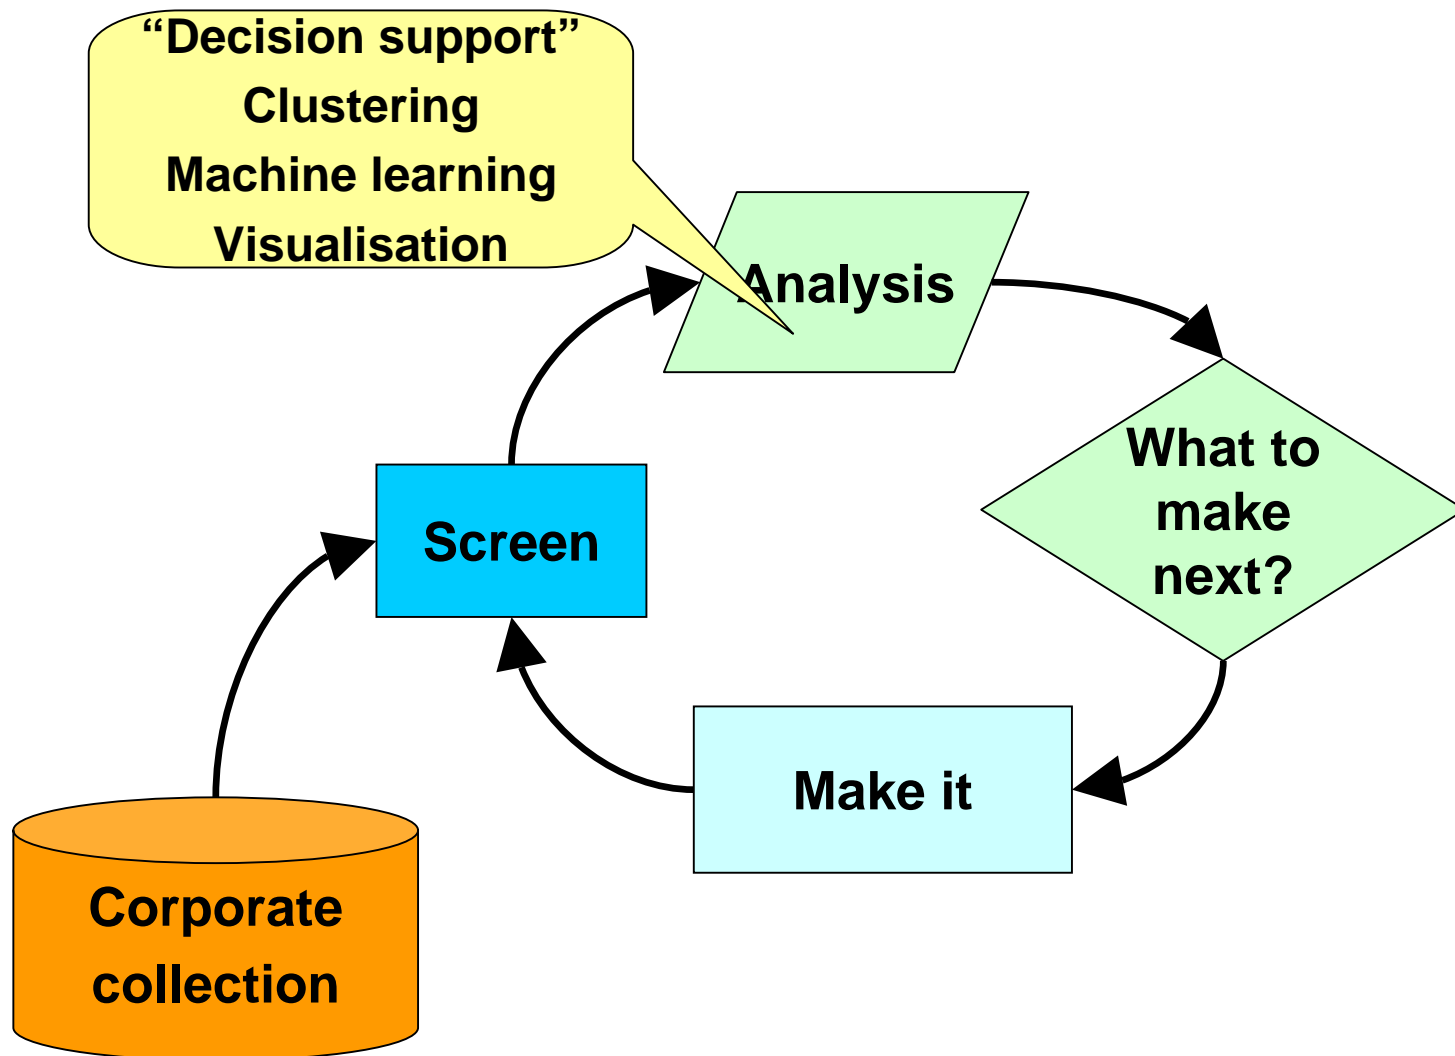 “Decision support”
Clustering
Machine learning
Visualisation
Analysis
What to
make
next?
Screen
Make it
Corporate
collection